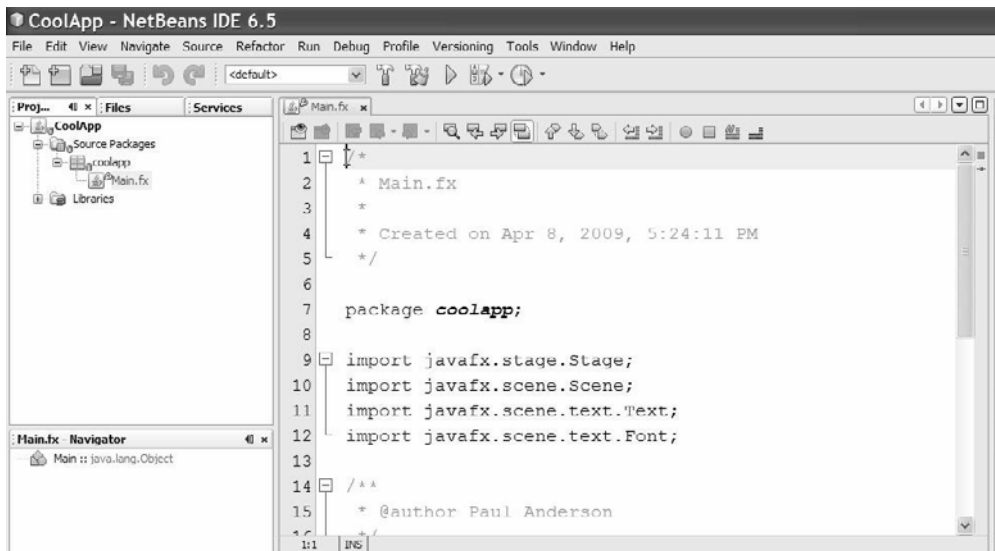 CoolApp - NetBeans IDE 6.5
File Edit View Navigate Source Refactor Run Debug Profile Versioning Tools Window Help
<default>
Proj... Files Services
CoolApp
Source Packages
coolapp
Main.fx
Libraries
Main.fx - Navigator
Main :: java.lang.Object
Main.fx
1 /*
2 * Main.fx
3 *
4 * Created on Apr 8, 2009, 5:24:11 PM
5 */
6
7 package coolapp;
8
9 import javafx.stage.Stage;
10 import javafx.scene.Scene;
11 import javafx.scene.text.Text;
12 import javafx.scene.text.Font;
13
14 /**
15 * @author Paul Anderson
16 */
1:1 INS